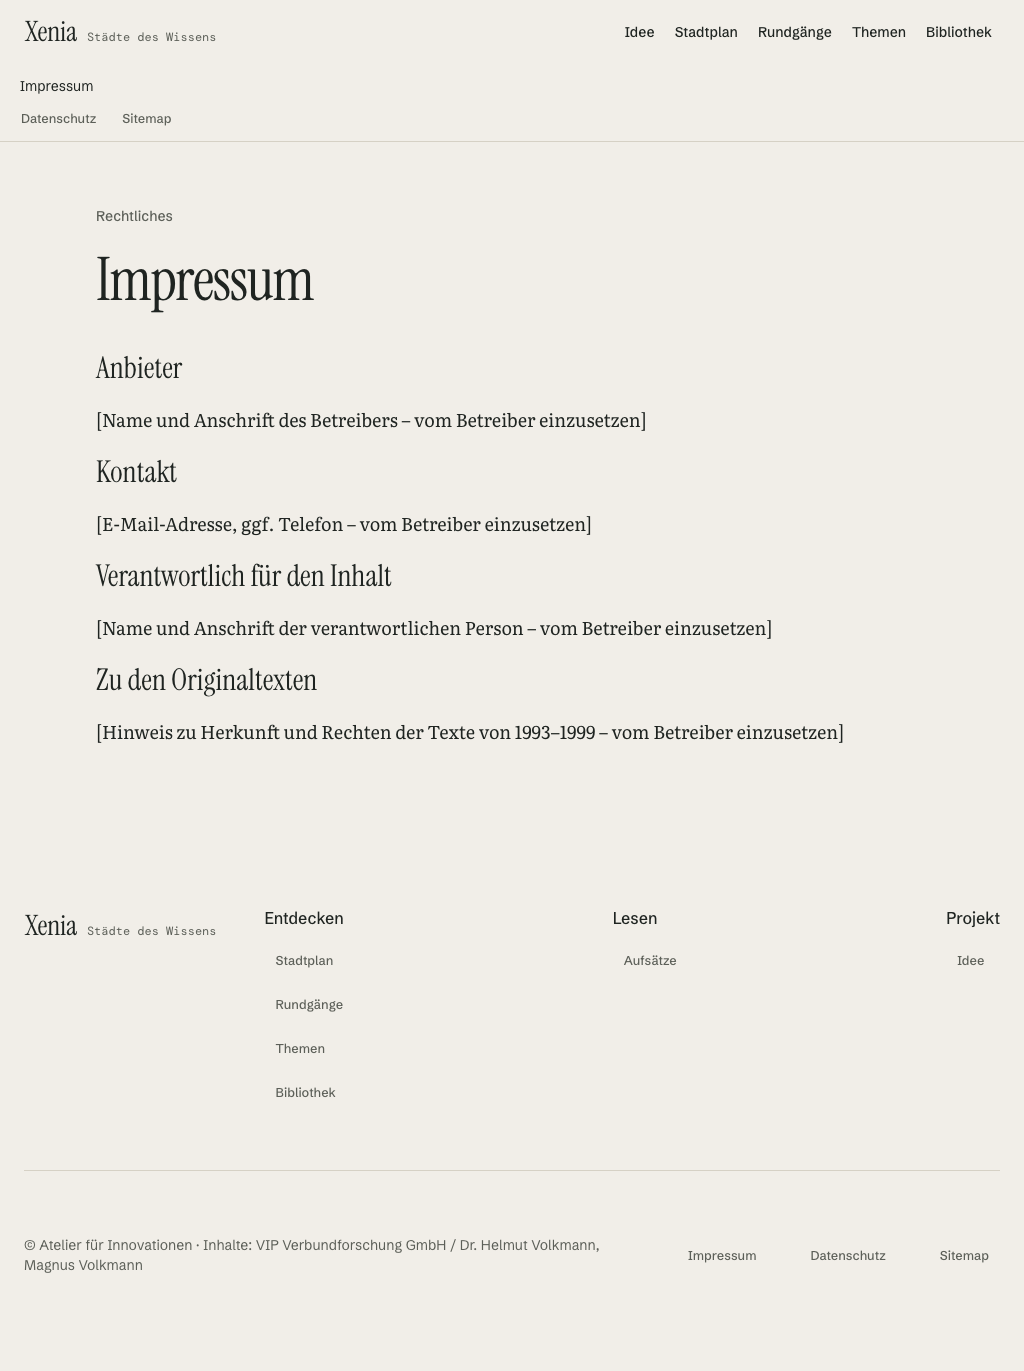 Xenia Städte des Wissens
Idee Stadtplan Rundgänge Themen Bibliothek
Impressum
Datenschutz Sitemap
Rechtliches
Impressum
Anbieter
[Name und Anschrift des Betreibers – vom Betreiber einzusetzen]
Kontakt
[E-Mail-Adresse, ggf. Telefon – vom Betreiber einzusetzen]
Verantwortlich für den Inhalt
[Name und Anschrift der verantwortlichen Person – vom Betreiber einzusetzen]
Zu den Originaltexten
[Hinweis zu Herkunft und Rechten der Texte von 1993–1999 – vom Betreiber einzusetzen]
Xenia Städte des Wissens
Entdecken
Stadtplan
Rundgänge
Themen
Bibliothek
Lesen
Aufsätze
Projekt
Idee
© Atelier für Innovationen · Inhalte: VIP Verbundforschung GmbH / Dr. Helmut Volkmann,
Magnus Volkmann
Impressum Datenschutz Sitemap